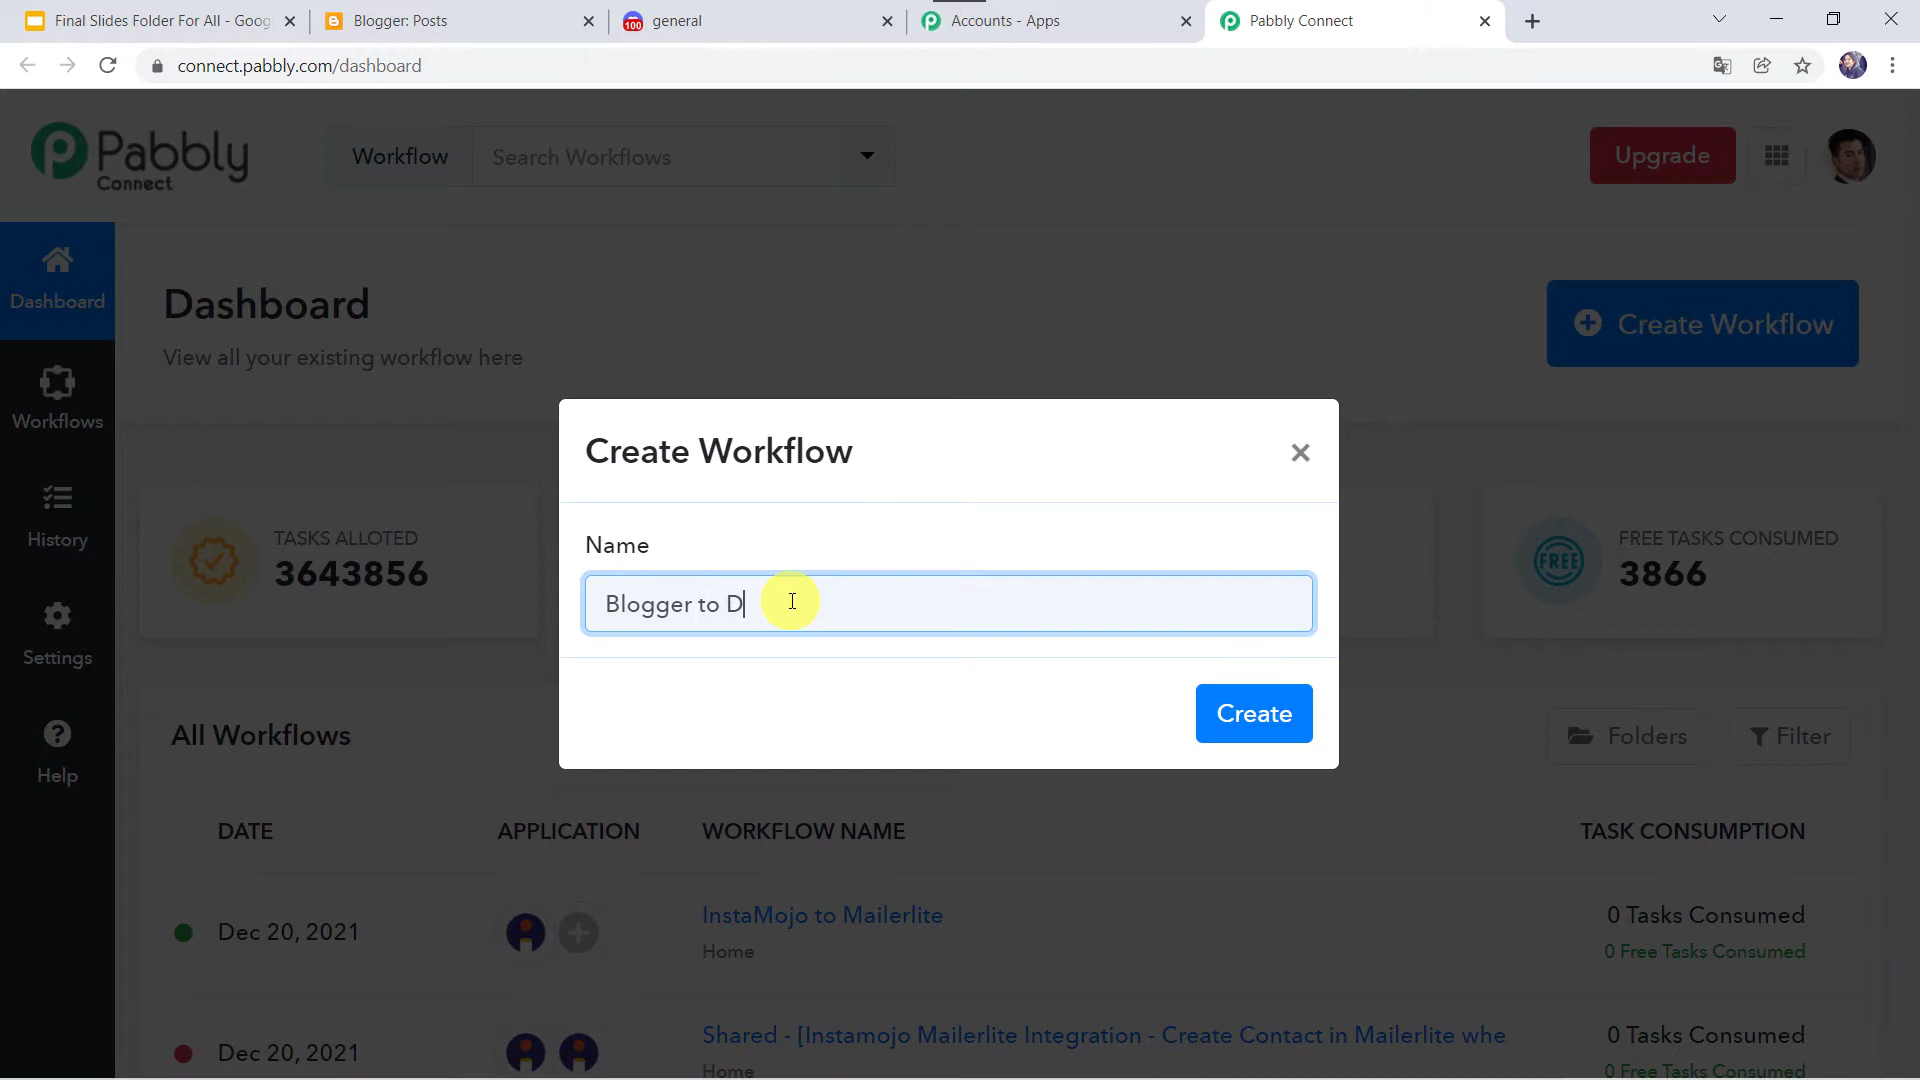 Final Slides Folder For All - Goog
Blogger: Posts
100
general
Accounts - Apps
Pabbly Connect
connect.pabbly.com/dashboard
Pabbly
Connect
Workflow
Search Workflows
Upgrade
Dashboard
Dashboard
View all your existing workflow here
Create Workflow
Workflows
Create Workflow
TASKS ALLOTED
3643856
Name
FREE
FREE TASKS CONSUMED
3866
History
Blogger to D
Settings
Create
All Workflows
Folders
Filter
Help
DATE
APPLICATION
WORKFLOW NAME
TASK CONSUMPTION
Dec 20, 2021
InstaMojo to Mailerlite
Home
0 Tasks Consumed
0 Free Tasks Consumed
Dec 20, 2021
Shared - [Instamojo Mailerlite Integration - Create Contact in Mailerlite whe
Home
0 Tasks Consumed
0 Free Tasks Consumed